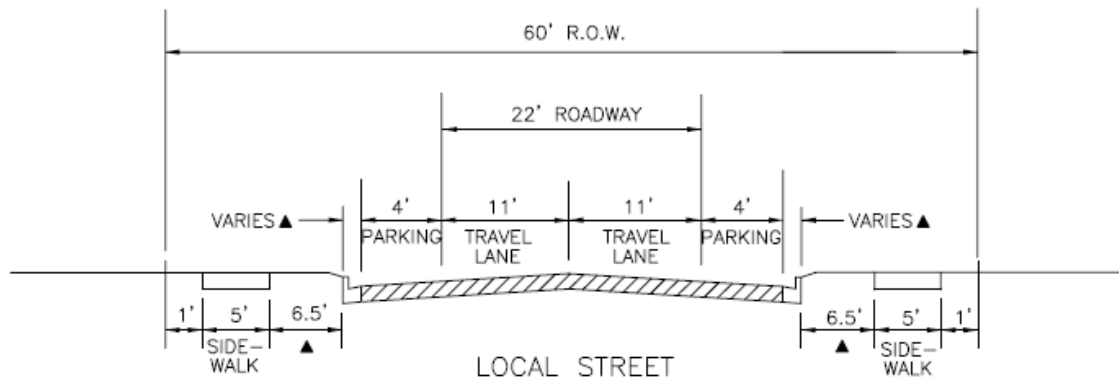 60' R.O.W.
22' ROADWAY
VARIES▲ 4' 11' 11' 4' VARIES▲
PARKING TRAVEL TRAVEL PARKING
LANE LANE
1' 5' 6.5' 6.5' 5' 1'
SIDE- ▲ ▲ SIDE-
WALK WALK
LOCAL STREET